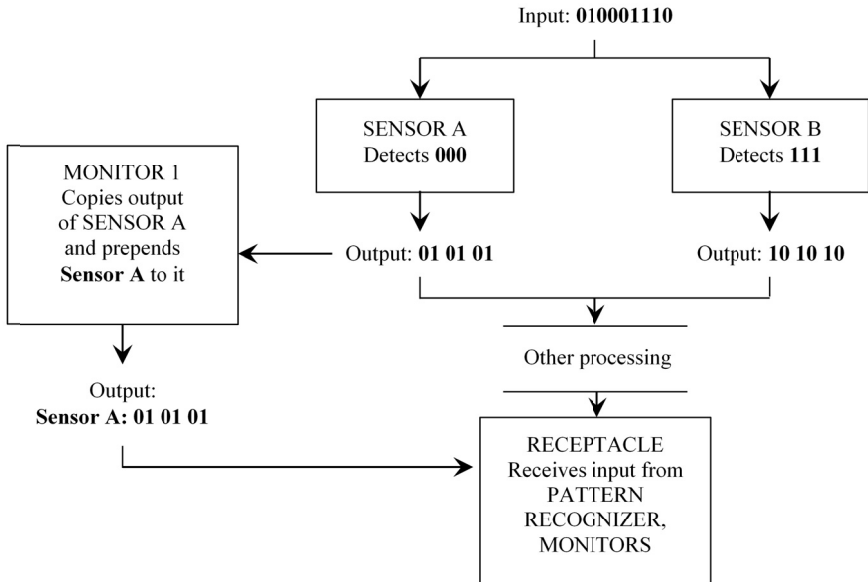 Input: 010001110
SENSOR A
Detects 000
SENSOR B
Detects 111
MONITOR 1
Copies output
of SENSOR A
and prepends
Sensor A to it
Output: 01 01 01
Output: 10 10 10
Other processing
Output:
Sensor A: 01 01 01
RECEPTACLE
Receives input from
PATTERN
RECOGNIZER,
MONITORS